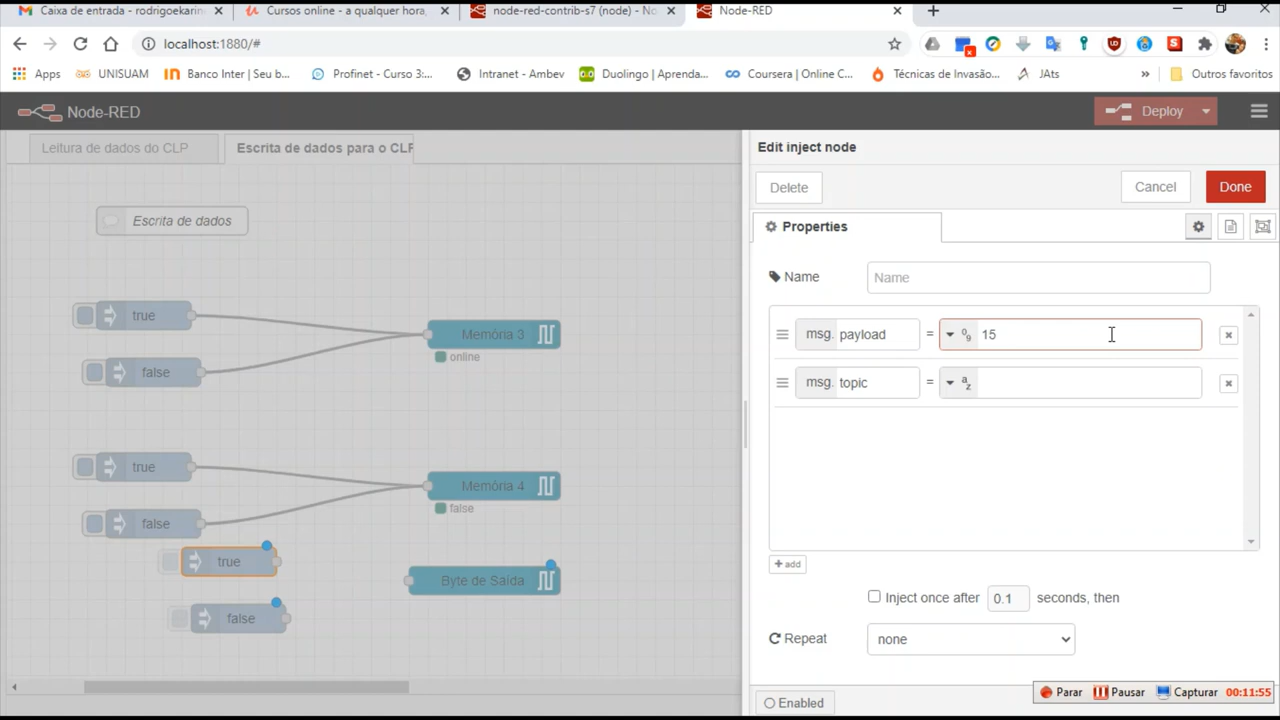 Caixa de entrada - rodrigoekarin
Cursos online - a qualquer hora,
node-red-contrib-s7 (node) - No
Node-RED
localhost:1880/#
Apps
UNISUAM
Banco Inter | Seu b...
Profinet - Curso 3:...
Intranet - Ambev
Duolingo | Aprenda...
Coursera | Online C...
Técnicas de Invasão...
JAts
»
Outros favoritos
Node-RED
Deploy
Leitura de dados do CLP
Escrita de dados para o CLP
Edit inject node
Delete
Cancel
Done
Properties
Escrita de dados
Name
Name
true
false
Memória 3
online
msg. payload = 15
msg. topic =
true
false
Memória 4
false
true
false
Byte de Saída
+ add
Inject once after 0.1 seconds, then
Repeat none
Enabled
Parar Pausar Capturar 00:11:55